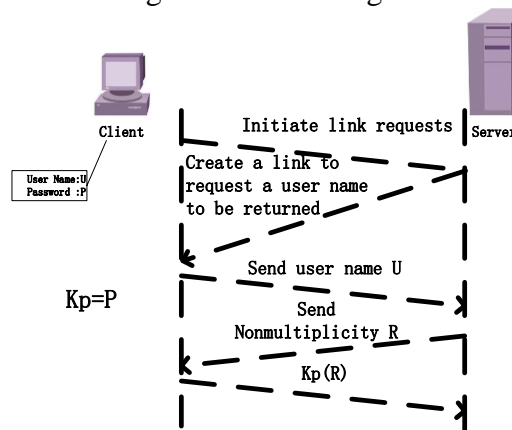 Client
Server
Initiate link requests
Create a link to
request a user name
to be returned
User Name:U
Password :P
Send user name U
Kp=P
Send
Nonmultiplicity R
Kp(R)